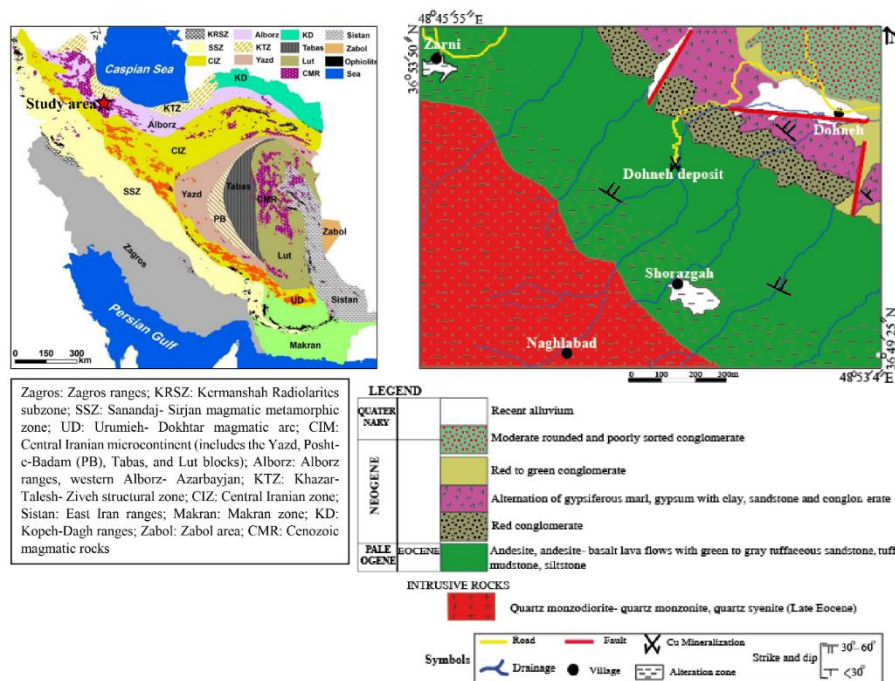 KRSZ
Alborz
KD
Sistan
SSZ
KTZ
Tabas
Zabol
CIZ
Yazd
Lut
Ophiolite
UD
CMR
Sea
N
Caspian Sea
Study area
KTZ
KD
Alborz
CIZ
SSZ
Yazd
Tabas
CMR
PB
Zabol
Zagros
Lut
UD
Sistan
Persian Gulf
Makran
0 150 300
km
48°45'55"E
N
36°53'50"N
Zarni
Dohneh
Dohneh deposit
Shorazgah
Naghlabad
36°49'25"
0 100 200 300m
48°53'4"
Zagros: Zagros ranges; KRSZ: Kermanshah Radiolarites
subzone; SSZ: Sanandaj- Sirjan magmatic metamorphic
zone; UD: Urumieh- Dokhtar magmatic arc; CIM:
Central Iranian microcontinent (includes the Yazd, Posht-
e-Badam (PB), Tabas, and Lut blocks); Alborz: Alborz
ranges, western Alborz- Azarbayjan; KTZ: Khazar-
Talesh- Ziveh structural zone; CIZ: Central Iranian zone;
Sistan: East Iran ranges; Makran: Makran zone; KD:
Kopeh-Dagh ranges; Zabol: Zabol area; CMR: Cenozoic
magmatic rocks
LEGEND
QUATER
NARY
Recent alluvium
NEOGENE
Moderate rounded and poorly sorted conglomerate
Red to green conglomerate
Alternation of gypsiferous marl, gypsum with clay, sandstone and conglon erate
Red conglomerate
PALE
OGENE
EOCENE
Andesite, andesite- basalt lava flows with green to gray tuffaceous sandstone, tuff
mudstone, siltstone
INTRUSIVE ROCKS
Quartz monzodiorite- quartz monzonite, quartz syenite (Late Eocene)
Symbols
Road
Fault
Cu Mineralization
Strike and dip
30°-60°
Drainage
Village
Alteration zone
<30°